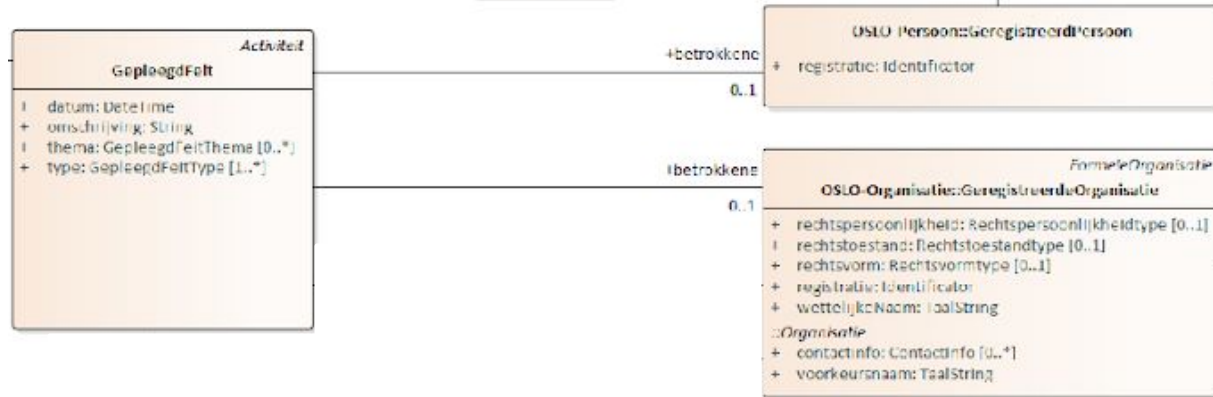 Activiteit
GepleegdFeit
+ datum: DateTime
+ omschrijving: String
+ thema: GepleegdFeitThema [0..*]
+ type: GepleegdFeitType [1..*]
+betrokkene
0..1
OSLO-Persoon::GeregistreerdPersoon
+ registratie: Identificator
+betrokkene
0..1
FormeleOrganisatie
OSLO-Organisatie::GeregistreerdeOrganisatie
+ rechtspersoonlijkheid: Rechtspersoonlijkheidtype [0..1]
+ rechtstoestand: Rechtstoestandtype [0..1]
+ rechtsvorm: Rechtsvormtype [0..1]
+ registratie: Identificator
+ wettelijkeNaam: TaalString
::Organisatie
+ contactinfo: Contactinfo [0..*]
+ voorkeursnaam: TaalString